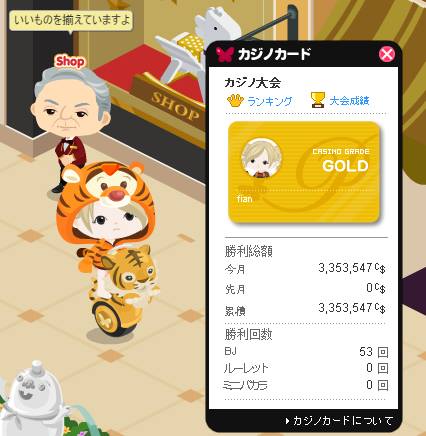 いいものを揃えていますよ
Shop
SHOP
カジノカード
カジノ大会
ランキング 大会成績
CASINO GRADE
GOLD
fian
勝利総額
今月 3,353,547 C$
先月 0 C$
累積 3,353,547 C$
勝利回数
BJ 53 回
ルーレット 0 回
ミニバカラ 0 回
カジノカードについて